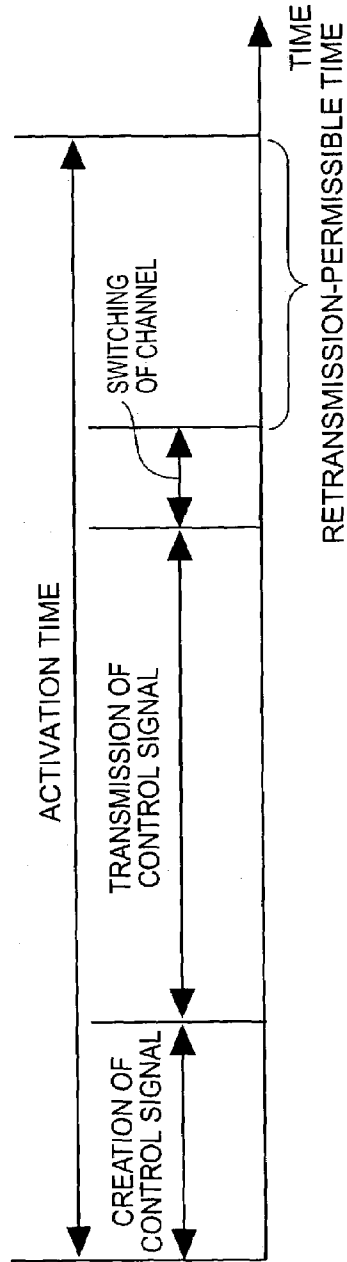 ACTIVATION TIME
CREATION OF
CONTROL SIGNAL
TRANSMISSION OF
CONTROL SIGNAL
SWITCHING
OF CHANNEL
TIME
RETRANSMISSION-PERMISSIBLE TIME